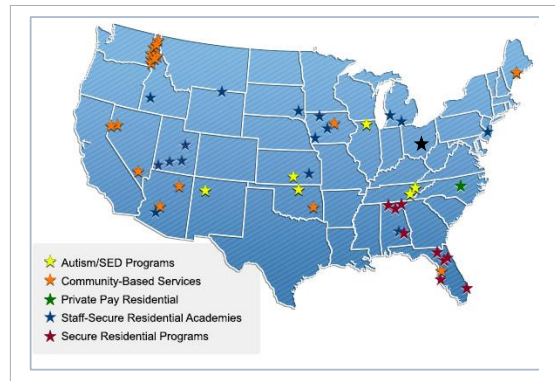 Autism/SED Programs
Community-Based Services
Private Pay Residential
Staff-Secure Residential Academies
Secure Residential Programs